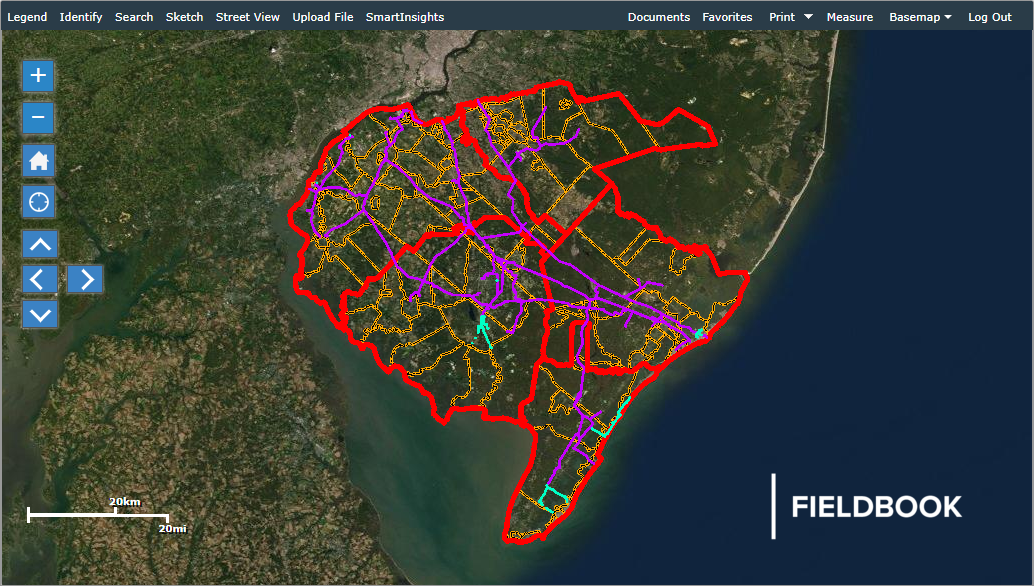 Legend Identify Search Sketch Street View Upload File SmartInsights Documents Favorites Print Measure Basemap Log Out
20km
20mi
FIELDBOOK